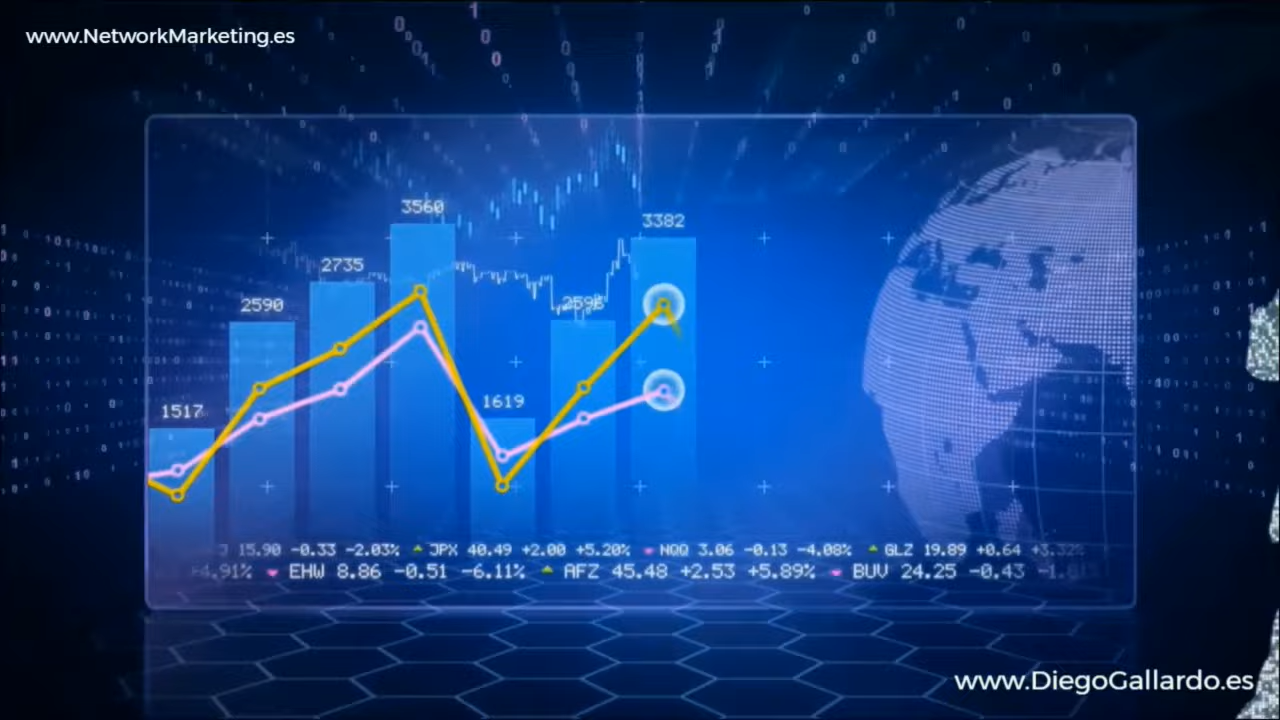 www.NetworkMarketing.es
3560
3382
2735
2590
1619
1517
15.90 -0.33 -2.03% JPX 40.49 +2.00 +5.20% NQQ 3.06 -0.13 -4.08% GLZ 19.89 +0.64 +3.32%
EHW 8.86 -0.51 -6.11% AFZ 45.48 +2.53 +5.89% BUV 24.25 -0.43
www.DiegoGallardo.es